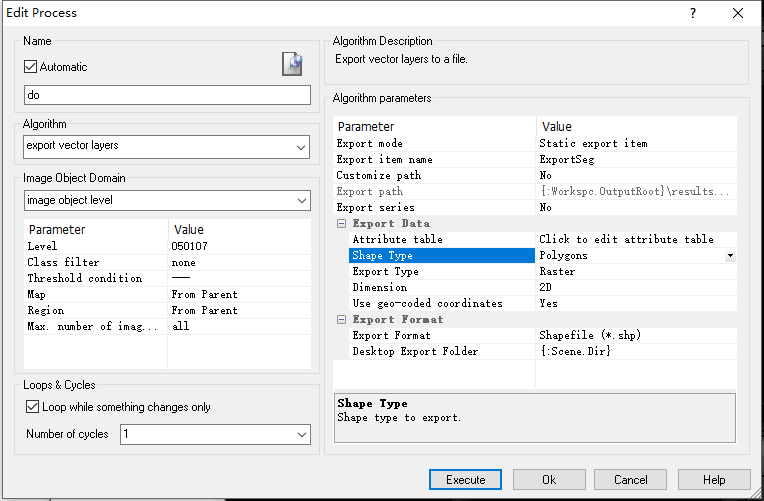 Edit Process
?
Name
Automatic
do
Algorithm
export vector layers
Image Object Domain
image object level
Parameter Value
Level 050107
Class filter none
Threshold condition ---
Map From Parent
Region From Parent
Max. number of imag... all
Loops & Cycles
Loop while something changes only
Number of cycles 1
Algorithm Description
Export vector layers to a file.
Algorithm parameters
Parameter Value
Export mode Static export item
Export item name ExportSeg
Customize path No
Export path {:Workspc.OutputRoot}\results...
Export series No
Export Data
Attribute table Click to edit attribute table
Shape Type Polygons
Export Type Raster
Dimension 2D
Use geo-coded coordinates Yes
Export Format
Export Format Shapefile (*.shp)
Desktop Export Folder {:Scene.Dir}
Shape Type
Shape type to export.
Execute Ok Cancel Help